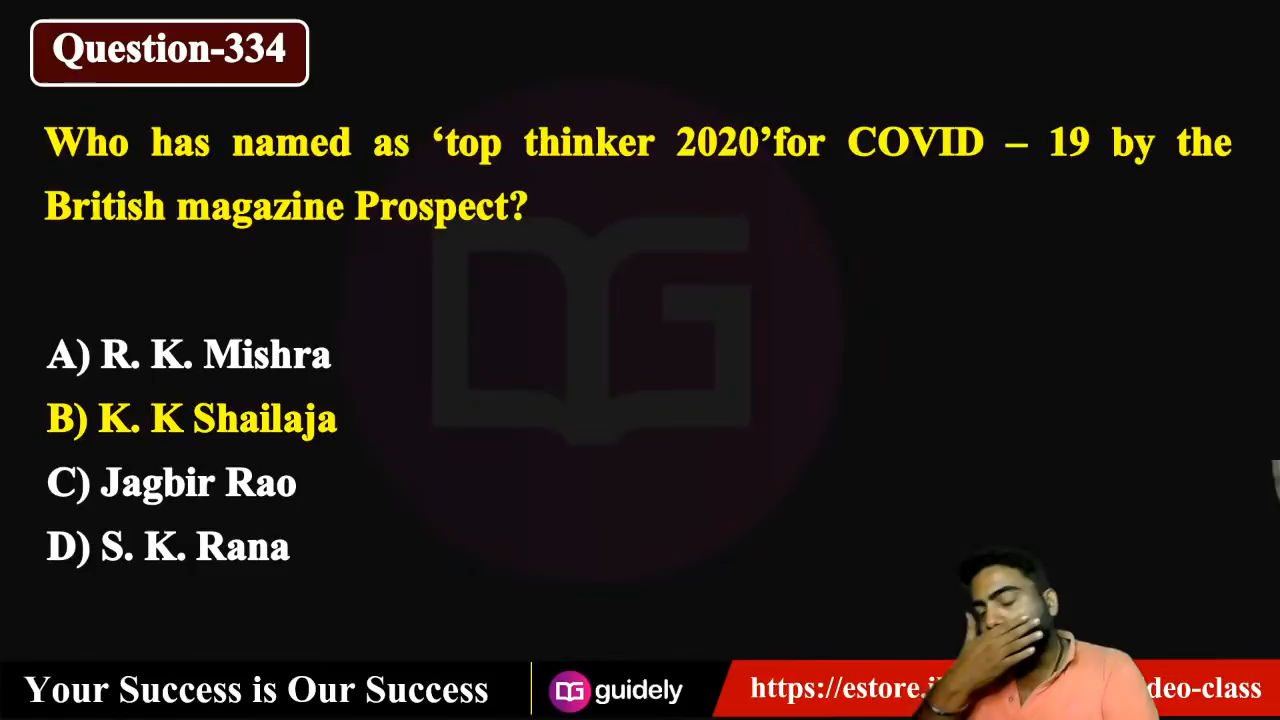 Question-334
Who has named as ‘top thinker 2020’for COVID – 19 by the
British magazine Prospect?
A) R. K. Mishra
B) K. K Shailaja
C) Jagbir Rao
D) S. K. Rana
Your Success is Our Success
DG guidely
https://estore.i
deo-class